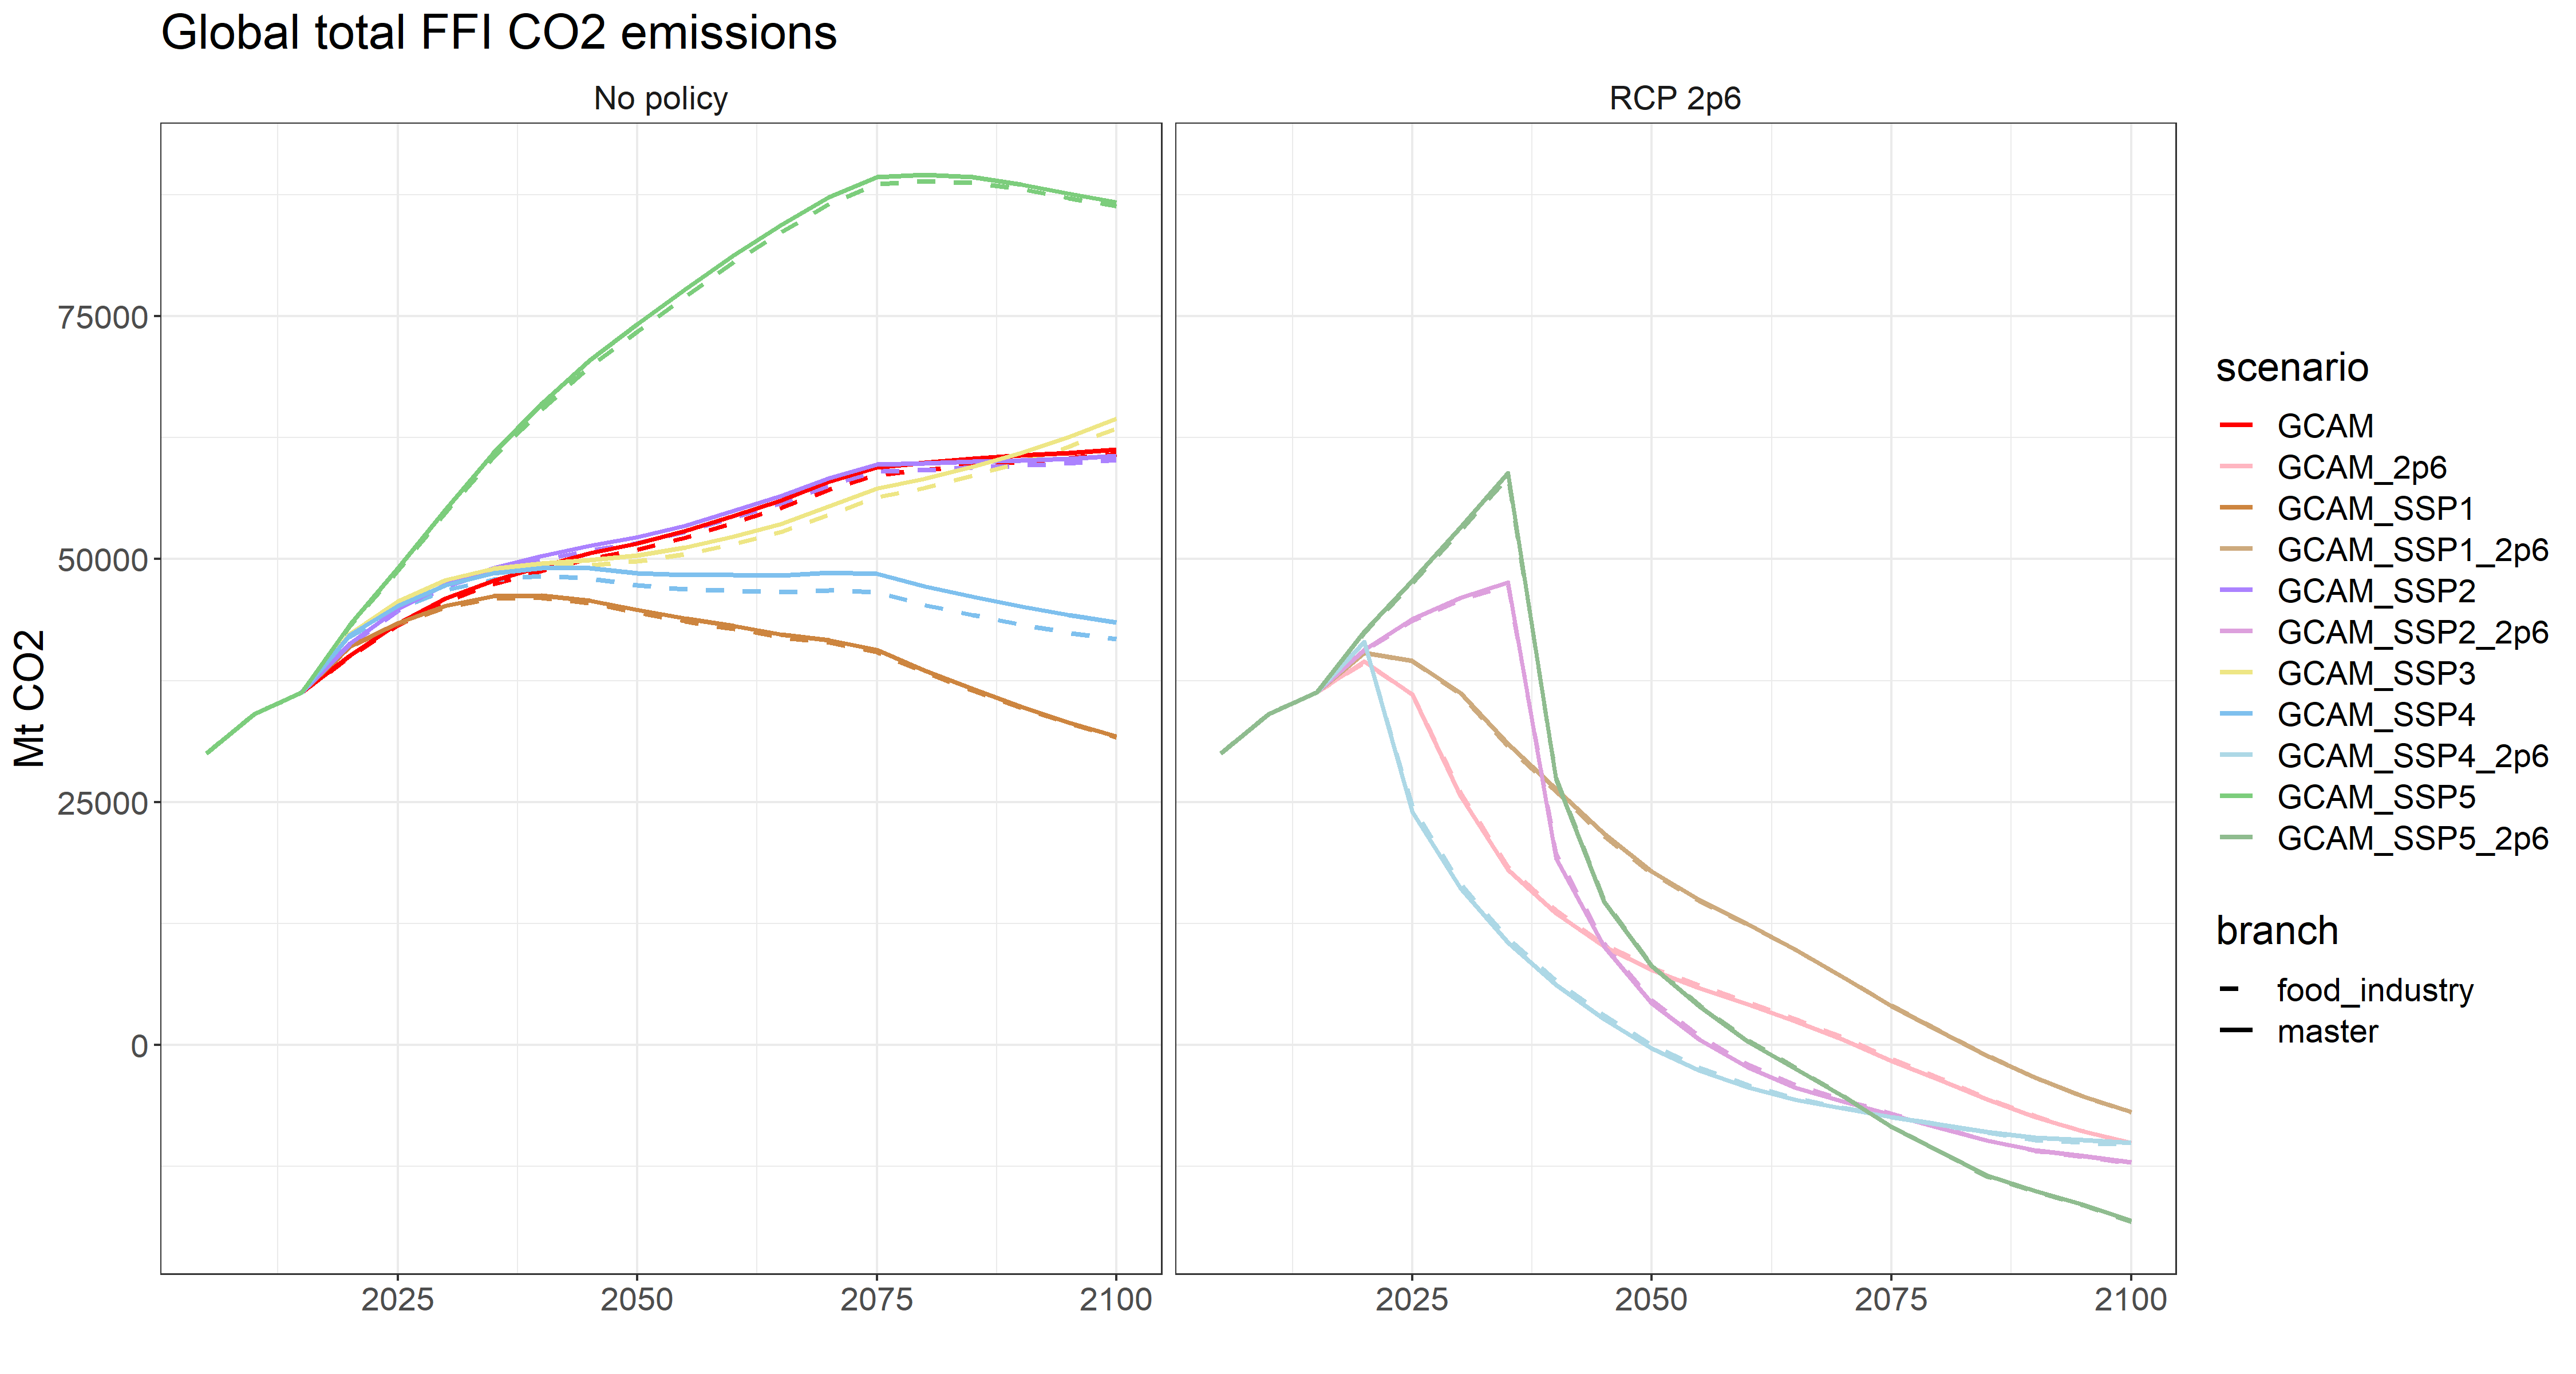 Global total FFI CO2 emissions
No policy
RCP 2p6
Mt CO2
75000
50000
25000
0
2025 2050 2075 2100
2025 2050 2075 2100
scenario
GCAM
GCAM_2p6
GCAM_SSP1
GCAM_SSP1_2p6
GCAM_SSP2
GCAM_SSP2_2p6
GCAM_SSP3
GCAM_SSP4
GCAM_SSP4_2p6
GCAM_SSP5
GCAM_SSP5_2p6
branch
food_industry
master